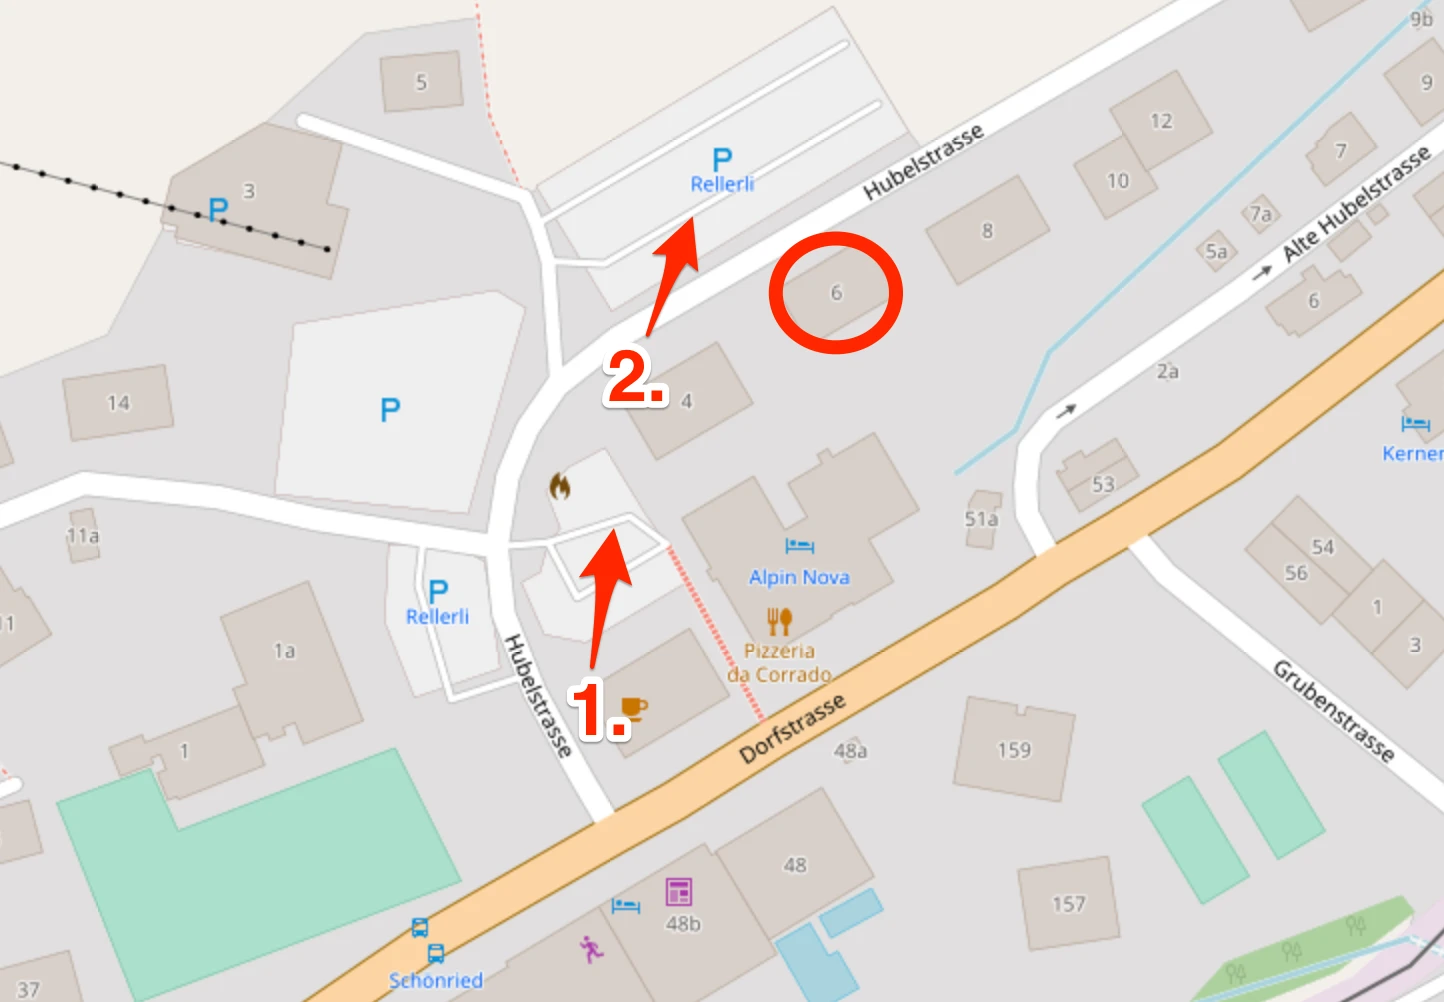 9b
5
9
P
Rellerli
12
Hubelstrasse
7
3
P
10
Alte Hubelstrasse
7a
8
5a
6
6
2.
2a
14
P
4
Kerner
53
11a
51a
54
Alpin Nova
56
P
Rellerli
1
11
Pizzeria
da Corrado
3
1a
Hubelstrasse
1.
Grubenstrasse
Dorfstrasse
1
48a
159
48
157
48b
Schönried
37